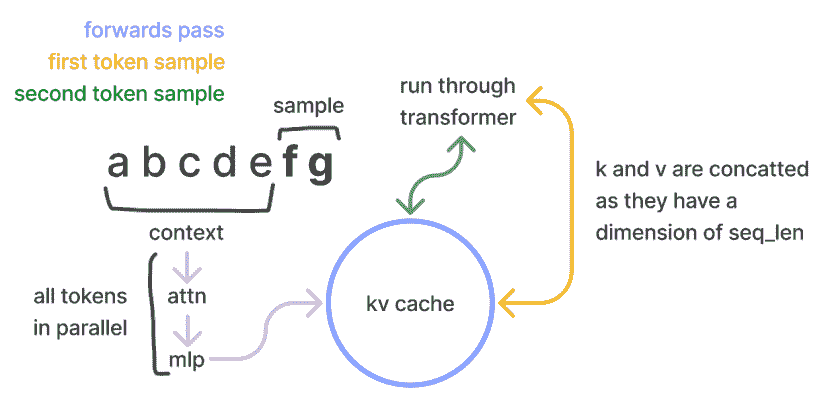 forwards pass
first token sample
second token sample
sample
a b c d e f g
context
all tokens
in parallel
attn
mlp
kv cache
run through
transformer
k and v are concatted
as they have a
dimension of seq_len